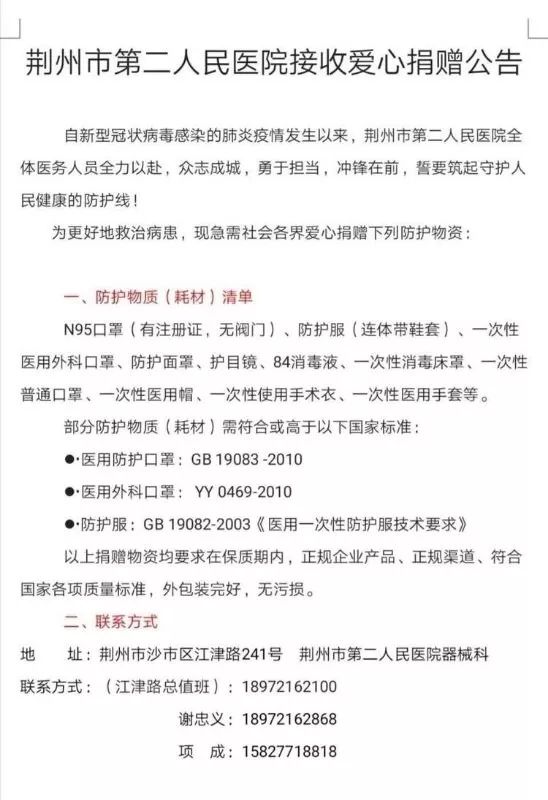 荆州市第二人民医院接收爱心捐赠公告
自新型冠状病毒感染的肺炎疫情发生以来，荆州市第二人民医院全
体医务人员全力以赴，众志成城，勇于担当，冲锋在前，誓要筑起守护人
民健康的防护线！
为更好地救治病患，现急需社会各界爱心捐赠下列防护物资：
一、防护物质（耗材）清单
N95口罩（有注册证，无阀门）、防护服（连体带鞋套）、一次性
医用外科口罩、防护面罩、护目镜、84消毒液、一次性消毒床罩、一次性
普通口罩、一次性医用帽、一次性使用手术衣、一次性医用手套等。
部分防护物质（耗材）需符合或高于以下国家标准：
●•医用防护口罩：GB 19083 -2010
●•医用外科口罩： YY 0469-2010
●•防护服：GB 19082-2003《医用一次性防护服技术要求》
以上捐赠物资均要求在保质期内，正规企业产品、正规渠道、符合
国家各项质量标准，外包装完好，无污损。
二、联系方式
地 址：荆州市沙市区江津路241号 荆州市第二人民医院器械科
联系方式：（江津路总值班）：18972162100
谢忠义：18972162868
项 成：15827718818